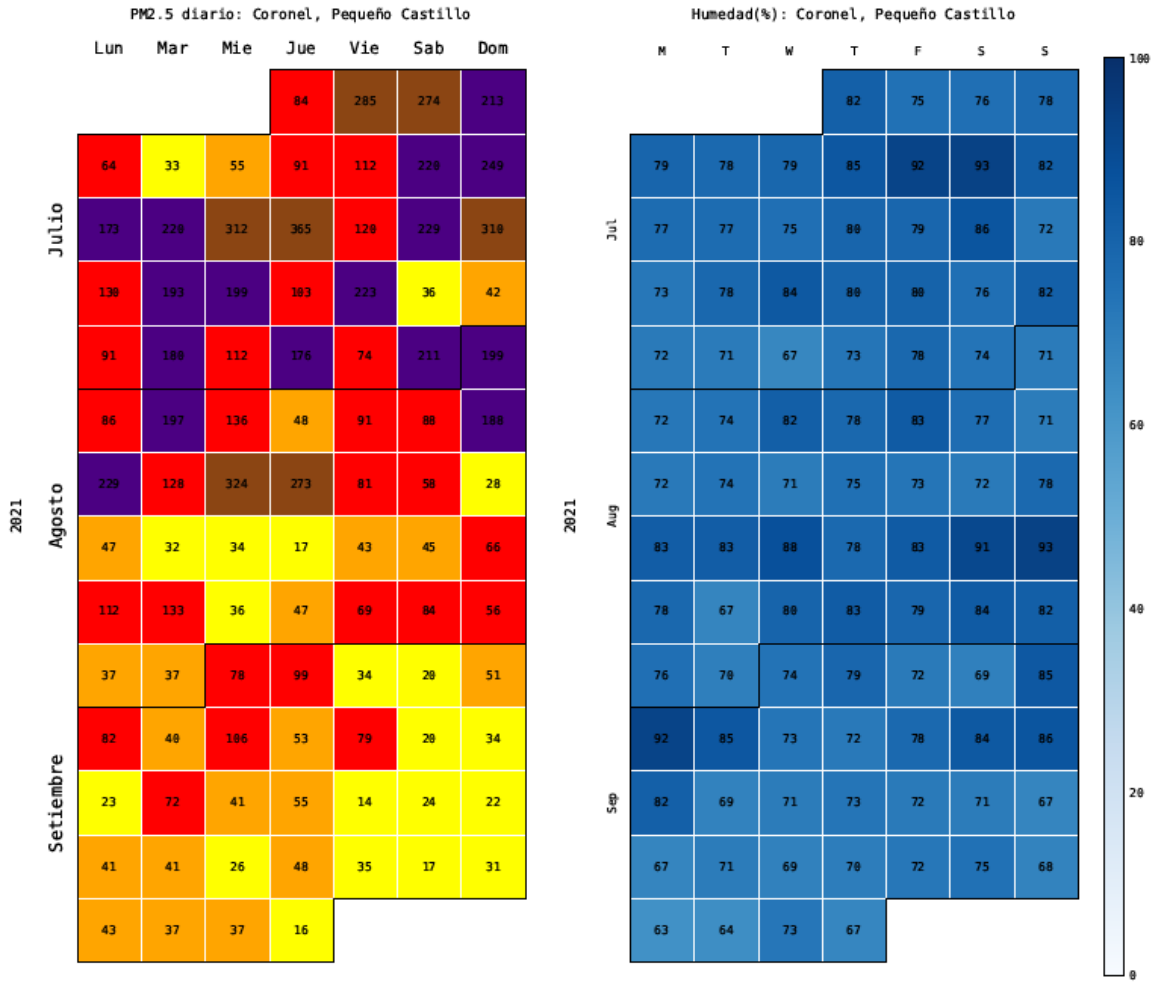 PM2.5 diario: Coronel, Pequeño Castillo
Lun Mar Mie Jue Vie Sab Dom
84 285 274 213
64 33 55 91 112 220 249
173 220 312 365 120 229 310
130 193 199 103 223 36 42
91 180 112 176 74 211 199
86 197 136 48 91 80 188
229 128 324 273 81 58 28
47 32 34 17 43 45 66
112 133 36 47 69 84 56
37 37 78 99 34 20 51
82 40 106 53 79 20 34
23 72 41 55 14 24 22
41 41 26 48 35 17 31
43 37 37 16
2021
Julio
Agosto
Setiembre
Humedad(%): Coronel, Pequeño Castillo
M T W T F S S
82 75 76 78
79 78 79 85 92 93 82
77 77 75 80 79 86 72
73 78 84 80 80 76 82
72 71 67 73 78 74 71
72 74 82 78 83 77 71
72 74 71 75 73 72 78
83 83 88 78 83 91 93
78 67 80 83 79 84 82
76 70 74 79 72 69 85
92 85 73 72 78 84 86
82 69 71 73 72 71 67
67 71 69 70 72 75 68
63 64 73 67
2021
Jul
Aug
Sep
100
80
60
40
20
0